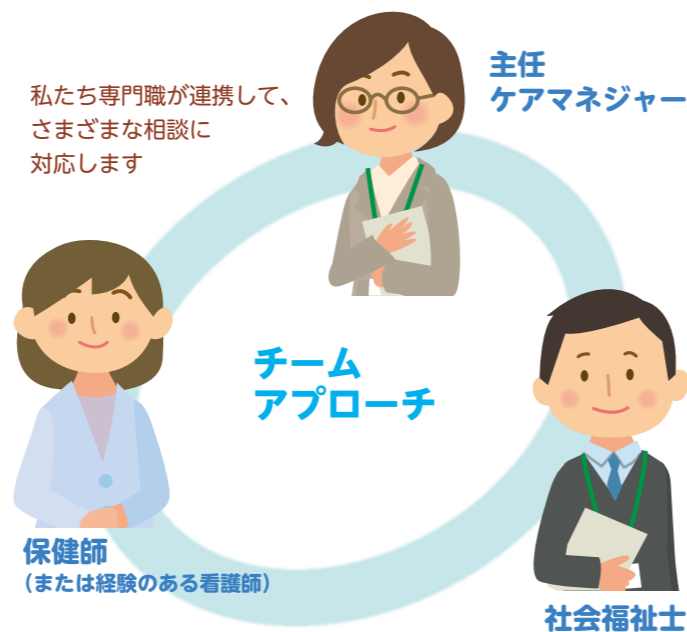 私たち専門職が連携して、
さまざまな相談に
対応します
主任
ケアマネジャー
チーム
アプローチ
保健師
（または経験のある看護師）
社会福祉士